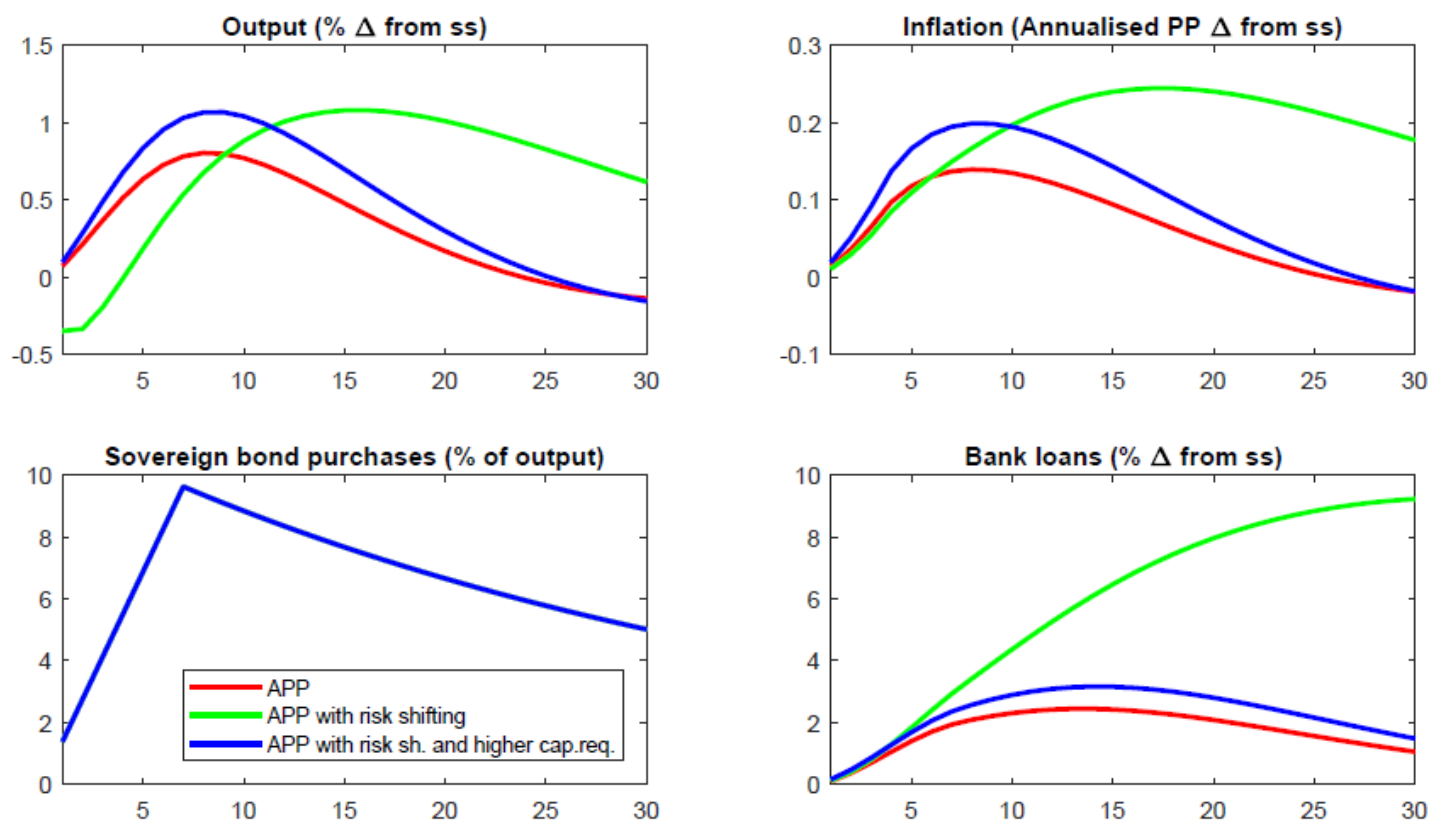 Output (% Δ from ss)
1.5
1
0.5
0
-0.5
5 10 15 20 25 30
Inflation (Annualised PP Δ from ss)
0.3
0.2
0.1
0
-0.1
5 10 15 20 25 30
Sovereign bond purchases (% of output)
10
8
6
4
2
0
APP
APP with risk shifting
APP with risk sh. and higher cap.req.
5 10 15 20 25 30
Bank loans (% Δ from ss)
10
8
6
4
2
0
5 10 15 20 25 30